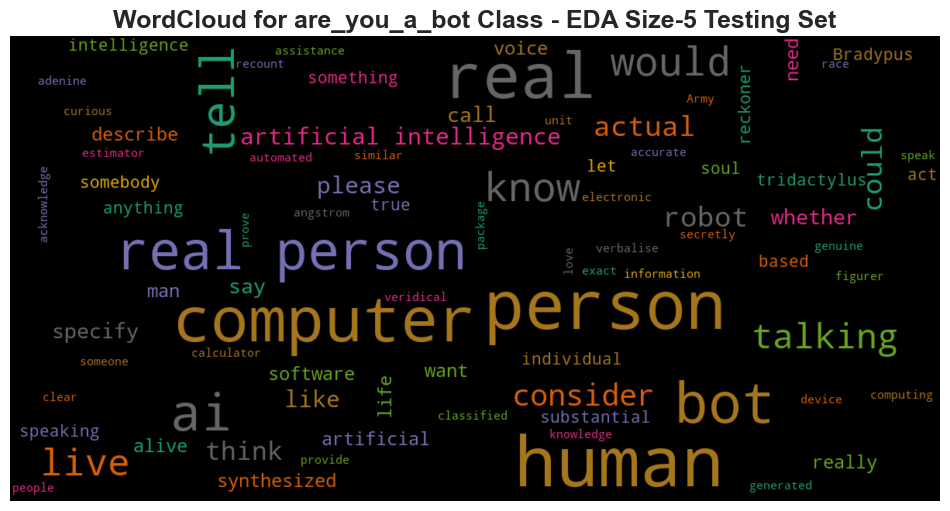 WordCloud for are_you_a_bot Class - EDA Size-5 Testing Set
intelligence
assistance
voice
real
would
need
Bradypus
adenine
recount
tell
something
race
curious
call
unit
Army
reckoner
describe
artificial intelligence
actual
could
estimator
automated
similar
let
accurate
soul
speak
somebody
please
know
electronic
tridactylus
act
acknowledge
anything
angstrom
true
robot
whether
prove
package
secretly
real person
love
verbalise
based
genuine
man
say
veridical
exact
information
figurer
computer
person
specify
talking
someone
calculator
individual
software
want
like
life
consider
bot
device
computing
clear
ai
classified
substantial
speaking
alive
think
artificial
knowledge
human
really
live
provide
people
synthesized
generated